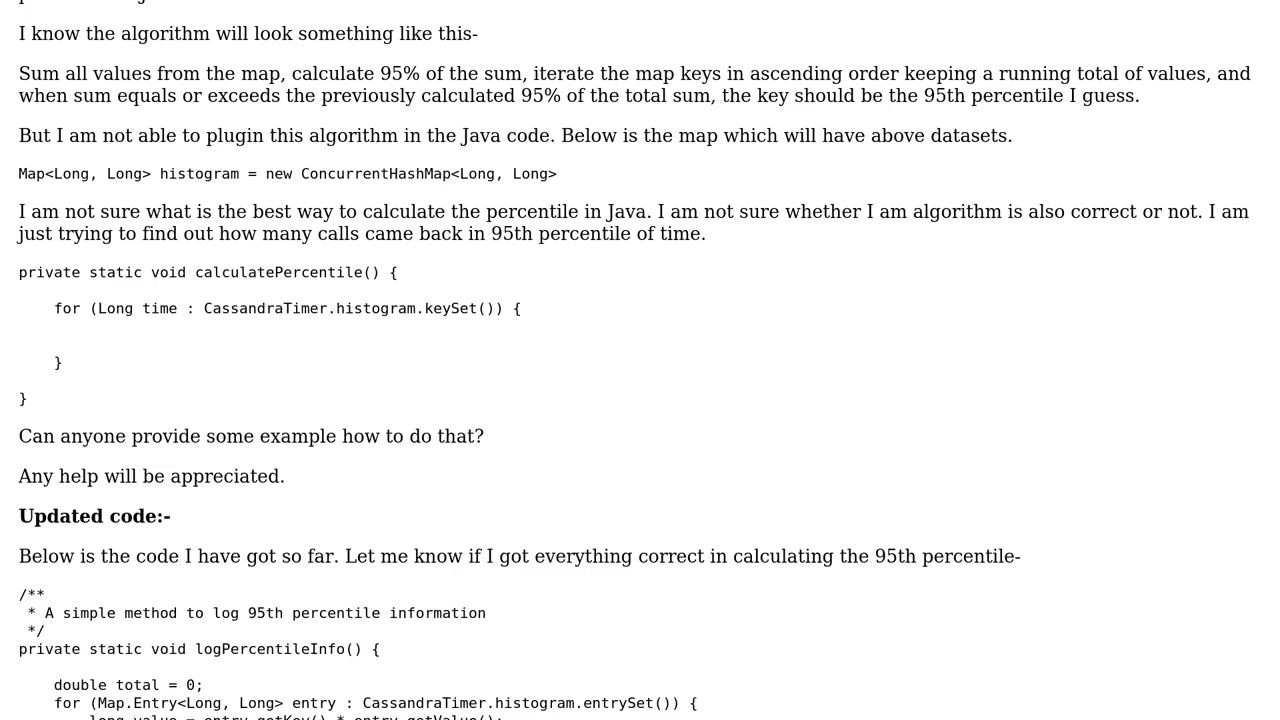 I know the algorithm will look something like this-
Sum all values from the map, calculate 95% of the sum, iterate the map keys in ascending order keeping a running total of values, and
when sum equals or exceeds the previously calculated 95% of the total sum, the key should be the 95th percentile I guess.
But I am not able to plugin this algorithm in the Java code. Below is the map which will have above datasets.
Map<Long, Long> histogram = new ConcurrentHashMap<Long, Long>
I am not sure what is the best way to calculate the percentile in Java. I am not sure whether I am algorithm is also correct or not. I am
just trying to find out how many calls came back in 95th percentile of time.
private static void calculatePercentile() {
    for (Long time : CassandraTimer.histogram.keySet()) {
    }
}
Can anyone provide some example how to do that?
Any help will be appreciated.
Updated code:-
Below is the code I have got so far. Let me know if I got everything correct in calculating the 95th percentile-
/**
 * A simple method to log 95th percentile information
 */
private static void logPercentileInfo() {
    double total = 0;
    for (Map.Entry<Long, Long> entry : CassandraTimer.histogram.entrySet()) {
        long value = entry.getKey() * entry.getValue();